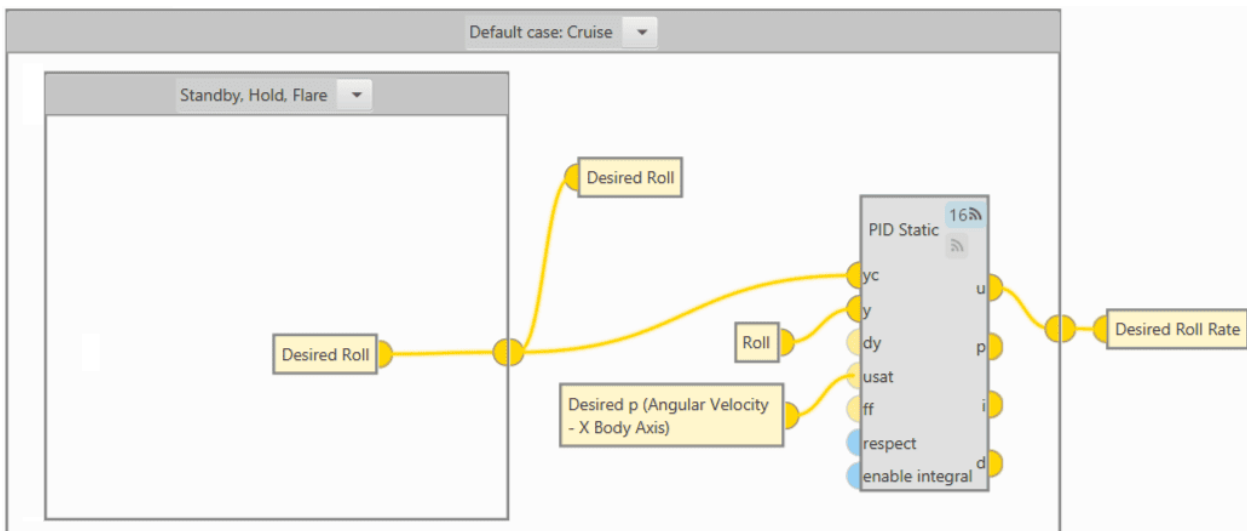 Default case: Cruise
Standby, Hold, Flare
Desired Roll
Desired Roll
Roll
Desired p (Angular Velocity
- X Body Axis)
16
PID Static
yc
y
dy
usat
ff
respect
enable integral
u
p
i
d
Desired Roll Rate